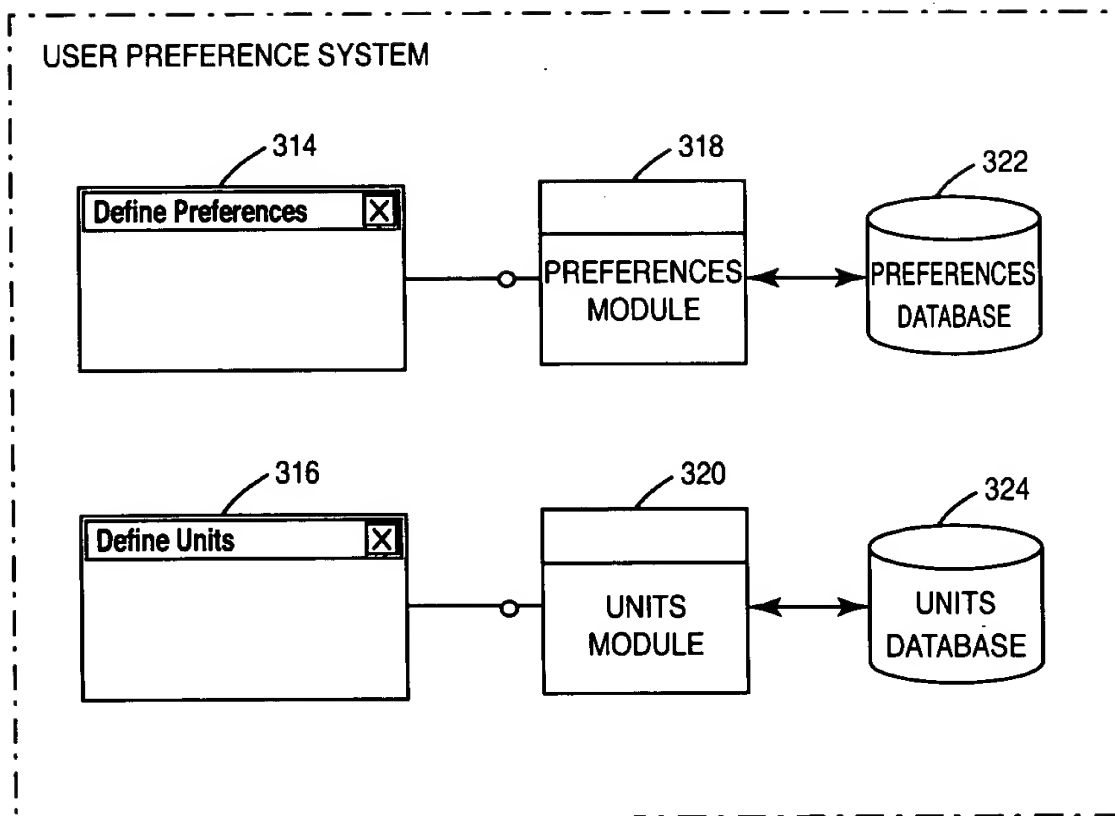 USER PREFERENCE SYSTEM
314
318
322
Define Preferences
X
PREFERENCES
MODULE
PREFERENCES
DATABASE
316
320
324
Define Units
X
UNITS
MODULE
UNITS
DATABASE